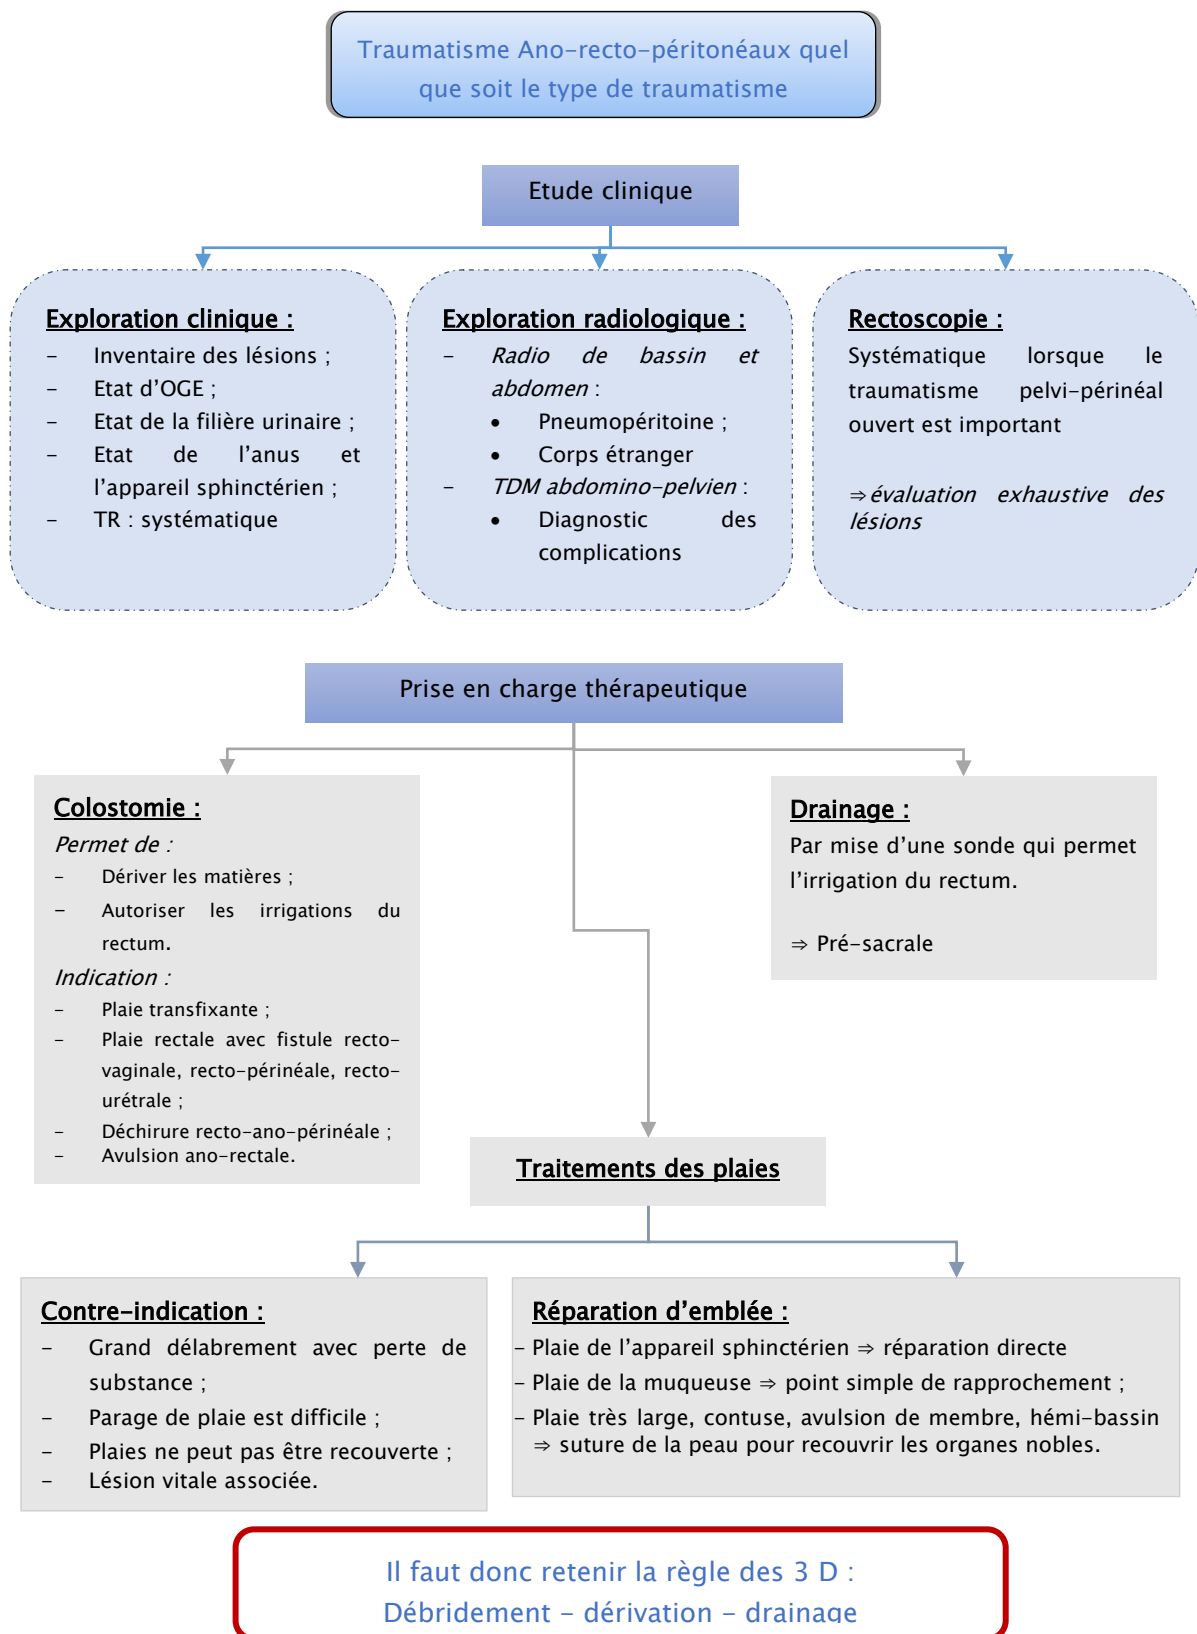 Traumatisme Ano-recto-péritonéaux quel
que soit le type de traumatisme
Etude clinique
Exploration clinique :
- Inventaire des lésions ;
- Etat d’OGE ;
- Etat de la filière urinaire ;
- Etat de l’anus et
l’appareil sphinctérien ;
- TR : systématique
Exploration radiologique :
- Radio de bassin et
abdomen :
• Pneumopéritoine ;
• Corps étranger
- TDM abdomino-pelvien :
• Diagnostic des
complications
Rectoscopie :
Systématique lorsque le
traumatisme pelvi-périnéal
ouvert est important
⇒ évaluation exhaustive des
lésions
Prise en charge thérapeutique
Colostomie :
Permet de :
- Dériver les matières ;
- Autoriser les irrigations du
rectum.
Indication :
- Plaie transfixante ;
- Plaie rectale avec fistule recto-
vaginale, recto-périnéale, recto-
urétrale ;
- Déchirure recto-ano-périnéale ;
- Avulsion ano-rectale.
Drainage :
Par mise d’une sonde qui permet
l’irrigation du rectum.
⇒ Pré-sacrale
Traitements des plaies
Contre-indication :
- Grand délabrement avec perte de
substance ;
- Parage de plaie est difficile ;
- Plaies ne peut pas être recouverte ;
- Lésion vitale associée.
Réparation d’emblée :
- Plaie de l’appareil sphinctérien ⇒ réparation directe
- Plaie de la muqueuse ⇒ point simple de rapprochement ;
- Plaie très large, contuse, avulsion de membre, hémi-bassin
⇒ suture de la peau pour recouvrir les organes nobles.
Il faut donc retenir la règle des 3 D :
Débridement - dérivation - drainage